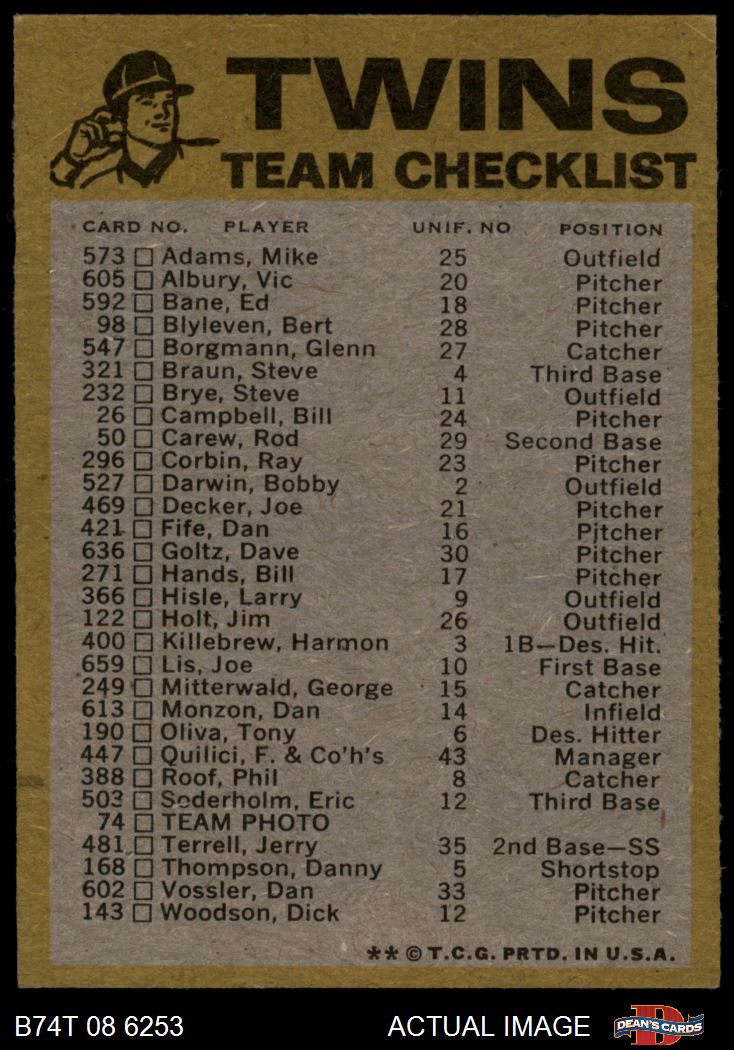 TWINS
TEAM CHECKLIST
CARD NO. PLAYER UNIF. NO POSITION
573 Adams, Mike 25 Outfield
605 Albury, Vic 20 Pitcher
592 Bane, Ed 18 Pitcher
98 Blyleven, Bert 28 Pitcher
547 Borgmann, Glenn 27 Catcher
321 Braun, Steve 4 Third Base
232 Brye, Steve 11 Outfield
26 Campbell, Bill 24 Pitcher
50 Carew, Rod 29 Second Base
296 Corbin, Ray 23 Pitcher
527 Darwin, Bobby 2 Outfield
469 Decker, Joe 21 Pitcher
421 Fife, Dan 16 Pitcher
636 Goltz, Dave 30 Pitcher
271 Hands, Bill 17 Pitcher
366 Hisle, Larry 9 Outfield
122 Holt, Jim 26 Outfield
400 Killebrew, Harmon 3 1B—Des. Hit.
659 Lis, Joe 10 First Base
249 Mitterwald, George 15 Catcher
613 Monzon, Dan 14 Infield
190 Oliva, Tony 6 Des. Hitter
447 Quilici, F. & Co'h's 43 Manager
388 Roof, Phil 8 Catcher
503 Soderholm, Eric 12 Third Base
74 TEAM PHOTO
481 Terrell, Jerry 35 2nd Base—SS
168 Thompson, Danny 5 Shortstop
602 Vossler, Dan 33 Pitcher
143 Woodson, Dick 12 Pitcher
** © T.C.G. PRTD. IN U.S.A.
B74T 08 6253 ACTUAL IMAGE DEAN'S CARDS